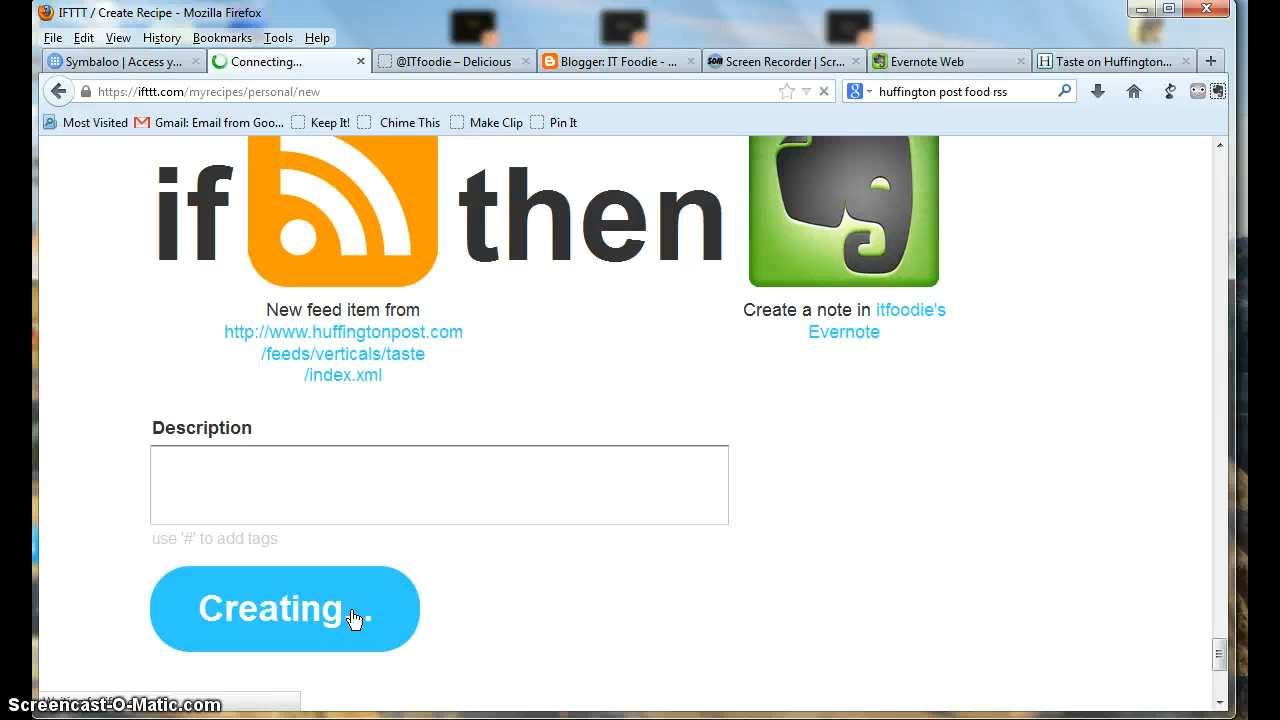 IFTTT / Create Recipe - Mozilla Firefox
File Edit View History Bookmarks Tools Help
Symbaloo | Access y... Connecting... @ITfoodie – Delicious Blogger: IT Foodie - ... Screen Recorder | Scr... Evernote Web Taste on Huffington...
https://ifttt.com/myrecipes/personal/new huffington post food rss
Most Visited Gmail: Email from Goo... Keep It! Chime This Make Clip Pin It
if then
New feed item from
http://www.huffingtonpost.com
/feeds/verticals/taste
/index.xml
Create a note in itfoodie's
Evernote
Description
use '#' to add tags
Creating...
Screencast-O-Matic.com